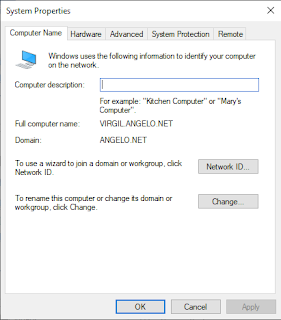 System Properties
Computer Name Hardware Advanced System Protection Remote
Windows uses the following information to identify your computer
on the network.
Computer description:
For example: "Kitchen Computer" or "Mary's
Computer".
Full computer name: VIRGIL.ANGELO.NET
Domain: ANGELO.NET
To use a wizard to join a domain or workgroup, click
Network ID.
Network ID...
To rename this computer or change its domain or
workgroup, click Change.
Change...
OK Cancel Apply